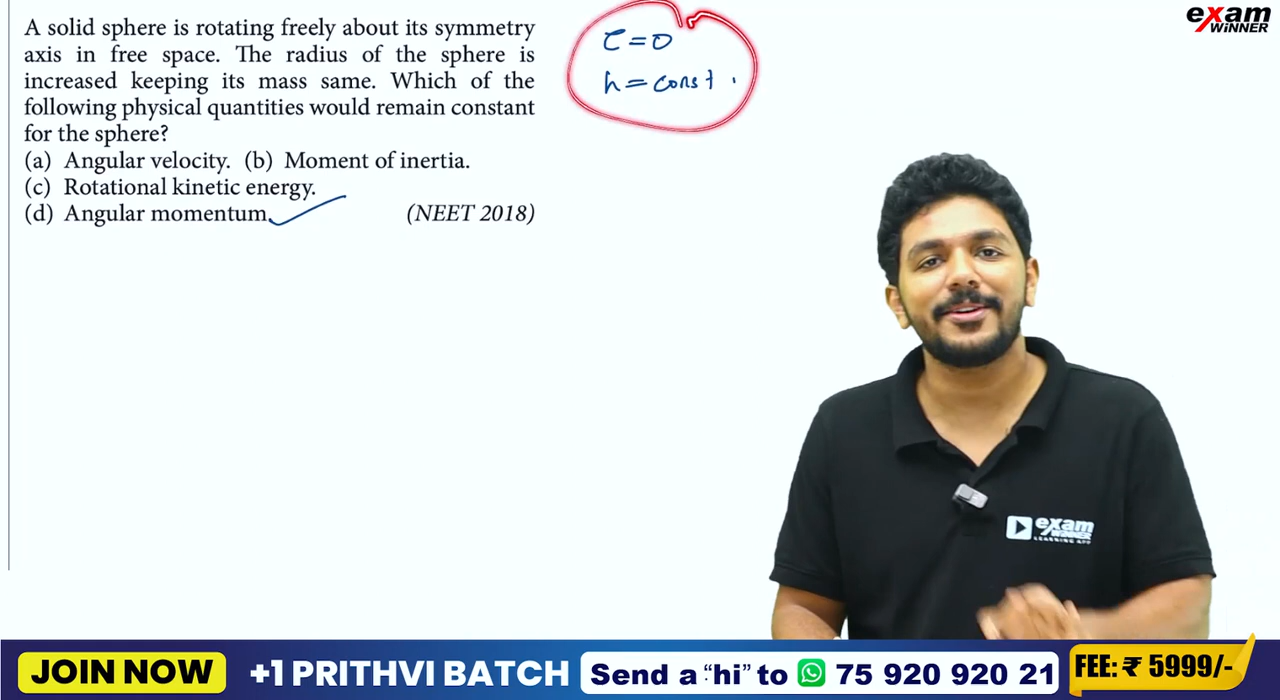 A solid sphere is rotating freely about its symmetry
axis in free space. The radius of the sphere is
increased keeping its mass same. Which of the
following physical quantities would remain constant
for the sphere?
(a) Angular velocity. (b) Moment of inertia.
(c) Rotational kinetic energy.
(d) Angular momentum. (NEET 2018)
τ = 0
L = const.
exam
WiNNER
exam
WiNNER
LEARNING APP
JOIN NOW
+1 PRITHVI BATCH
Send a “hi” to 75 920 920 21
FEE: ₹ 5999/-